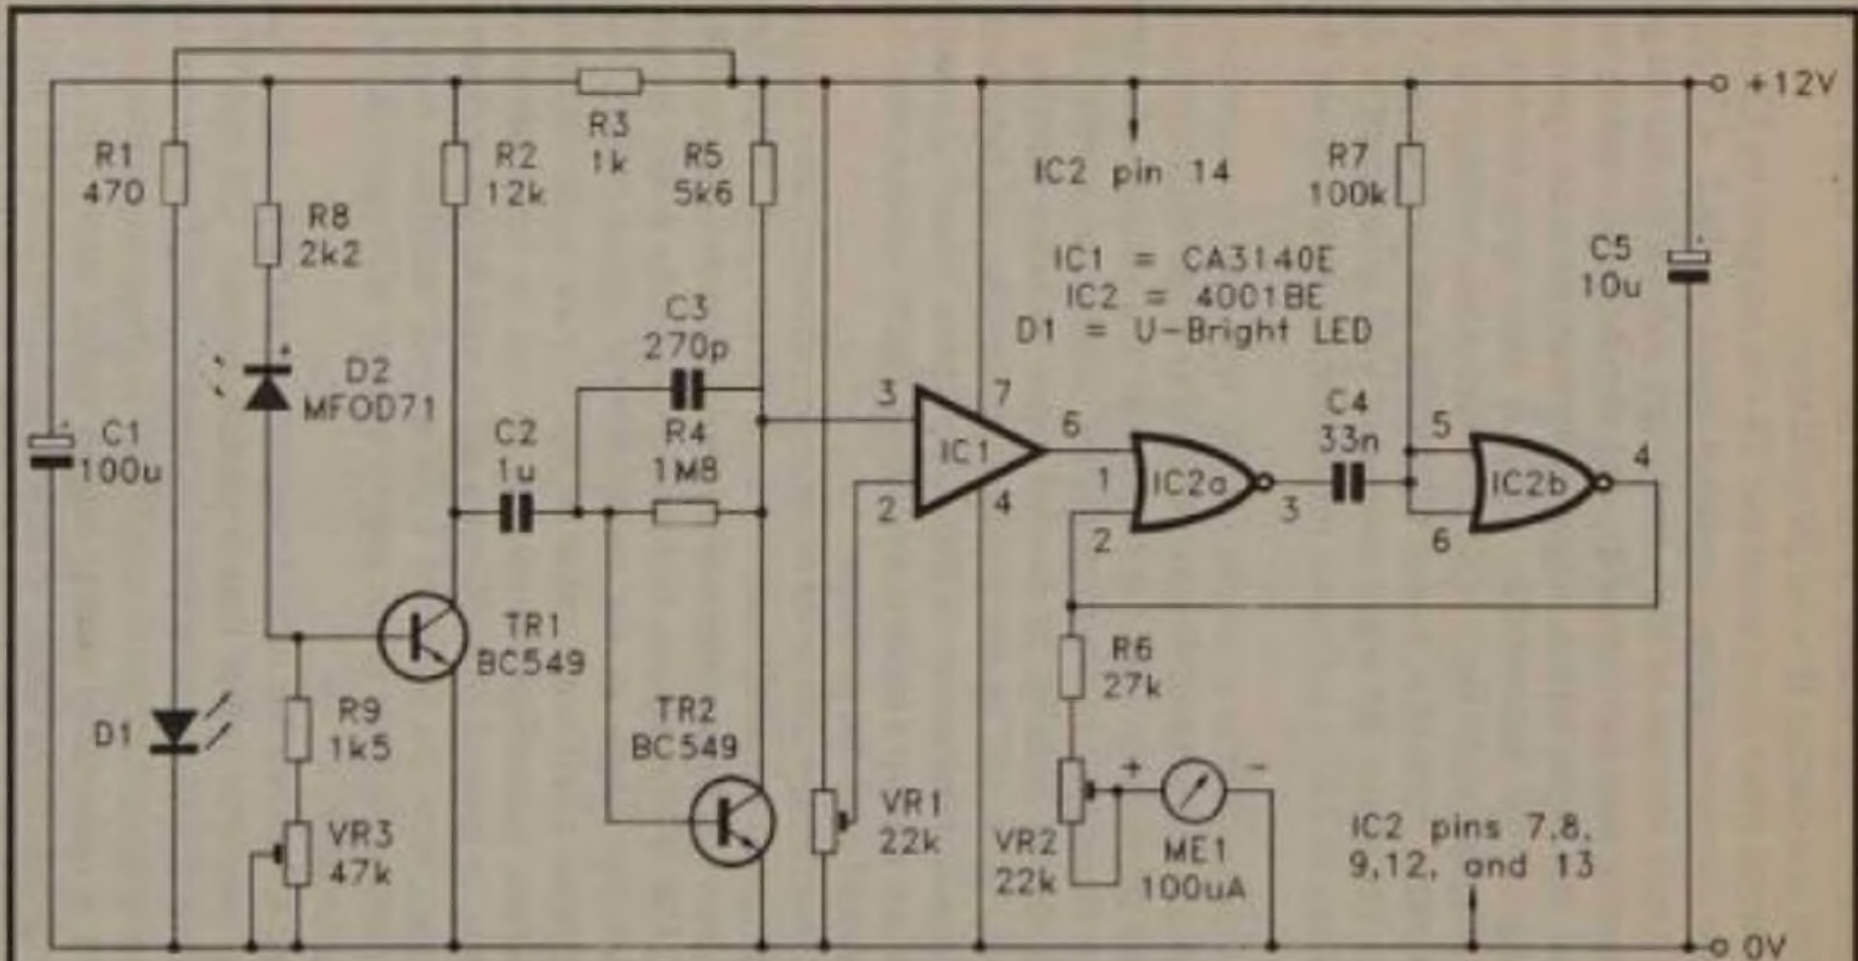 +12V
R1
470
R8
2k2
R2
12k
R3
1k
R5
5k6
IC2 pin 14
R7
100k
C5
10u
IC1 = CA3140E
IC2 = 4001BE
D1 = U-Bright LED
D2
MFOD71
C1
100u
C2
1u
C3
270p
R4
1M8
3
7
IC1
6
2
4
1
IC2a
3
2
C4
33n
5
IC2b
4
6
TR1
BC549
R9
1k5
D1
TR2
BC549
R6
27k
VR3
47k
VR1
22k
VR2
22k
+
-
ME1
100uA
IC2 pins 7,8,
9,12, and 13
0V